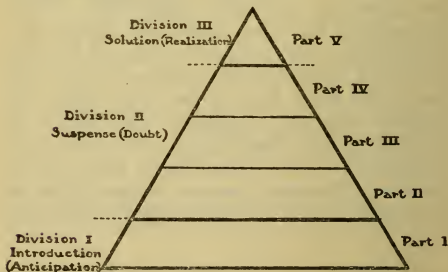 Division III
Solution (Realization)
Part V
Part IV
Division II
Suspense (Doubt)
Part III
Part II
Division I
Introduction
(Anticipation)
Part I